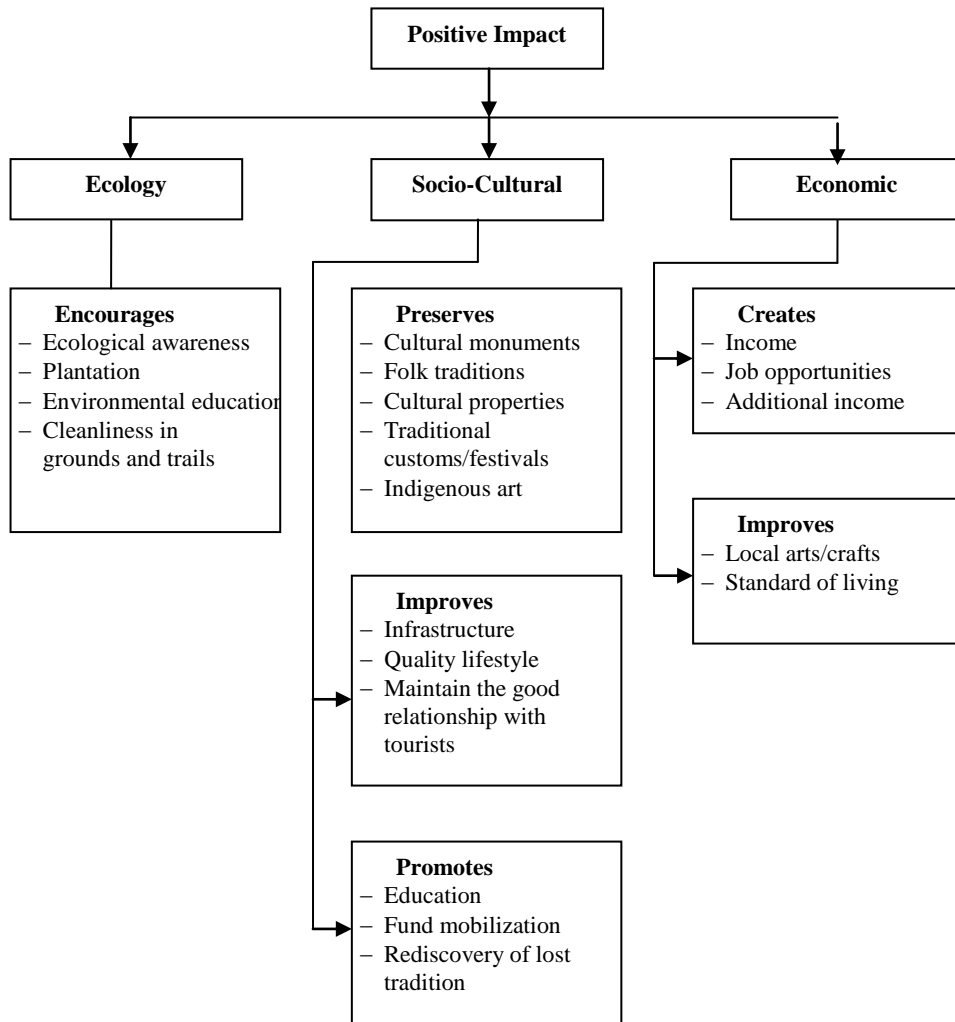 Positive Impact
Ecology
Socio-Cultural
Economic
Encourages
– Ecological awareness
– Plantation
– Environmental education
– Cleanliness in
grounds and trails
Preserves
– Cultural monuments
– Folk traditions
– Cultural properties
– Traditional
customs/festivals
– Indigenous art
Improves
– Infrastructure
– Quality lifestyle
– Maintain the good
relationship with
tourists
Promotes
– Education
– Fund mobilization
– Rediscovery of lost
tradition
Creates
– Income
– Job opportunities
– Additional income
Improves
– Local arts/crafts
– Standard of living